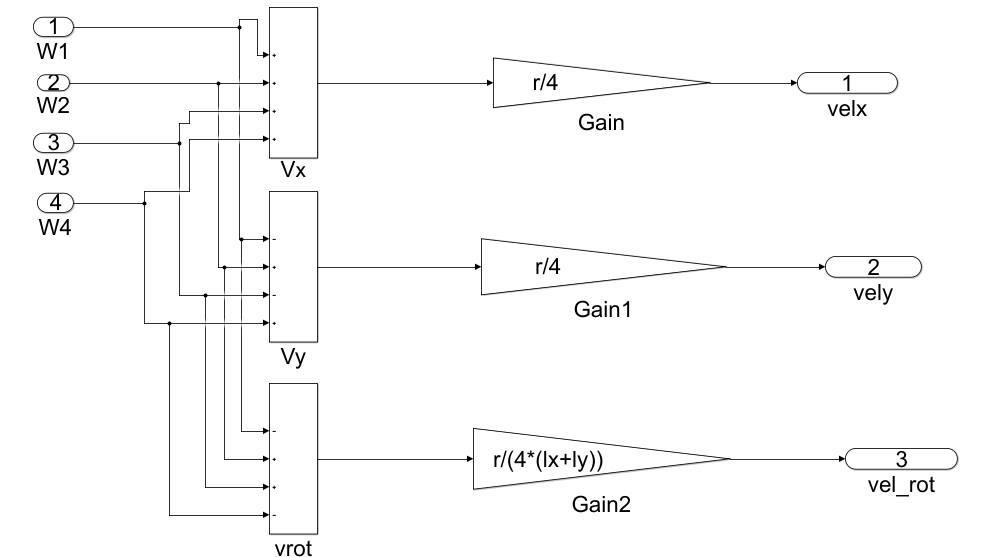 1
W1
2
W2
3
W3
4
W4
+
+
+
+
Vx
r/4
Gain
1
velx
-
+
-
+
Vy
r/4
Gain1
2
vely
-
+
+
-
vrot
r/(4*(lx+ly))
Gain2
3
vel_rot